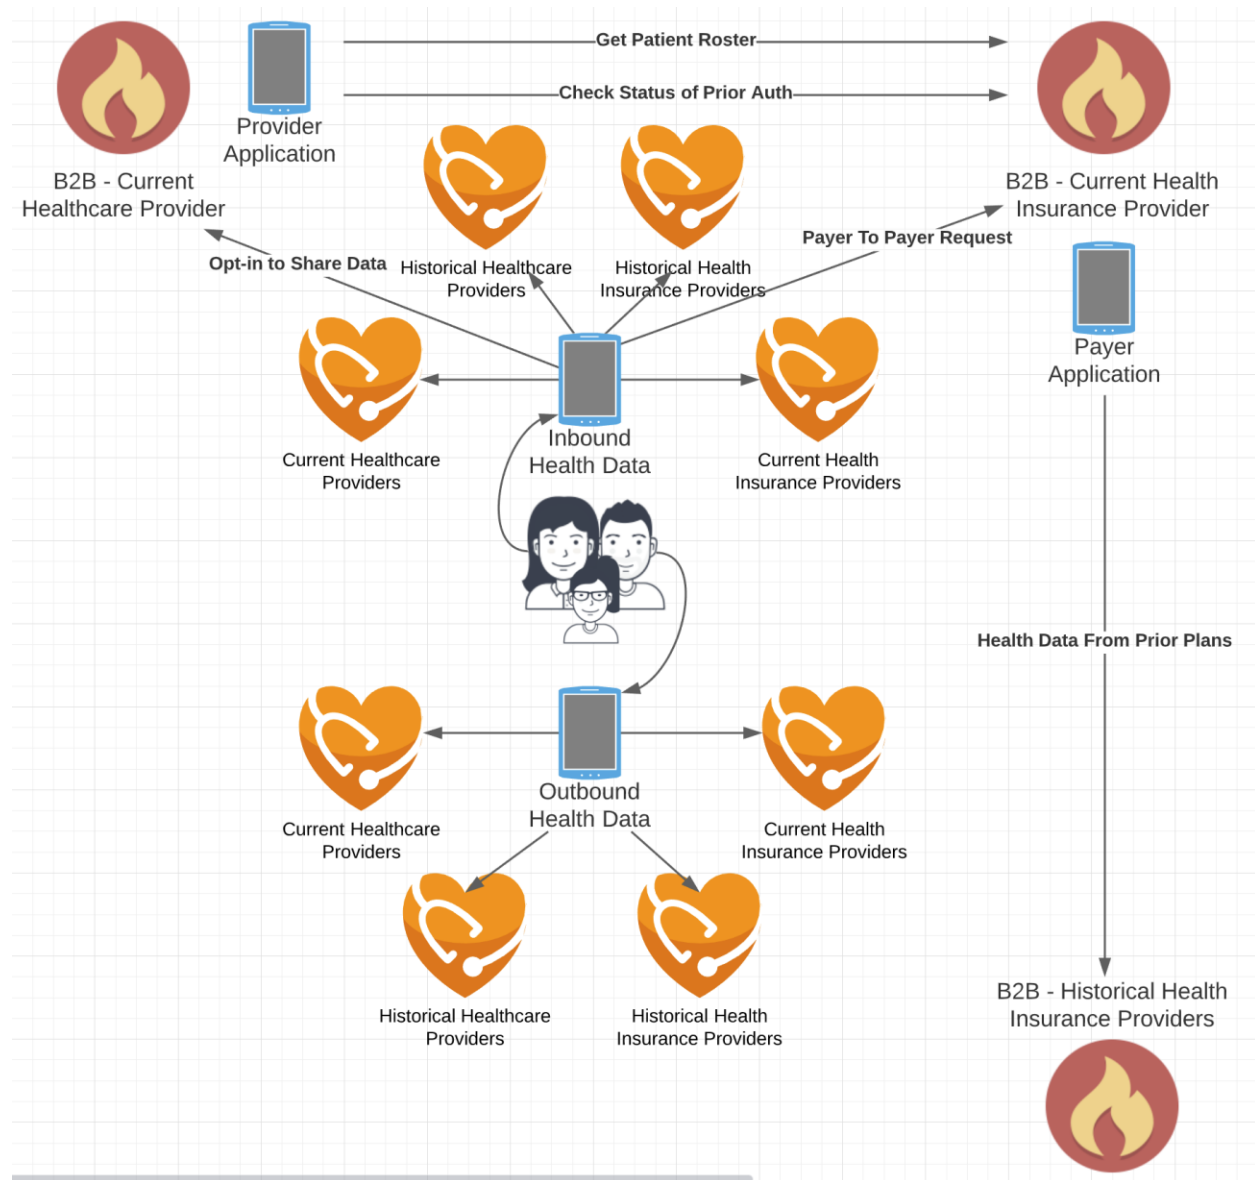 Get Patient Roster
Check Status of Prior Auth
Provider
Application
B2B - Current
Healthcare Provider
B2B - Current Health
Insurance Provider
Payer To Payer Request
Opt-in to Share Data
Historical Healthcare
Providers
Historical Health
Insurance Providers
Payer
Application
Inbound
Health Data
Current Healthcare
Providers
Current Health
Insurance Providers
Health Data From Prior Plans
Outbound
Health Data
Current Healthcare
Providers
Current Health
Insurance Providers
B2B - Historical Health
Insurance Providers
Historical Healthcare
Providers
Historical Health
Insurance Providers